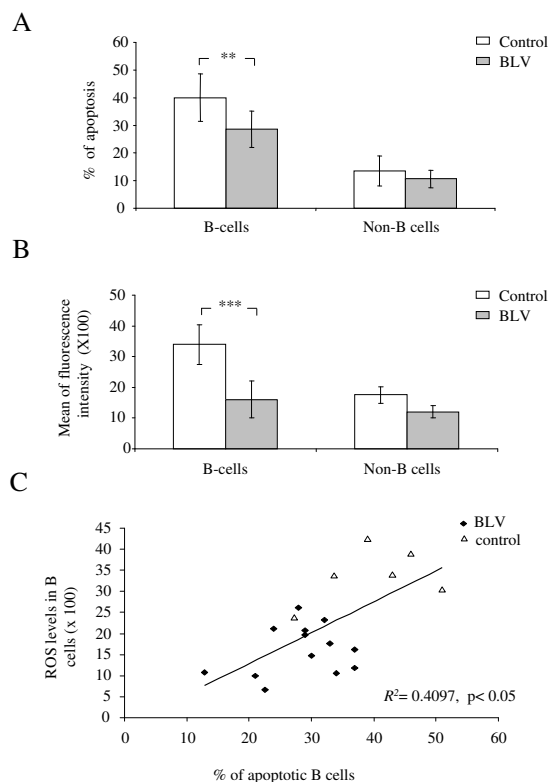 A
60
50
40
30
20
10
0
% of apoptosis
**
Control
BLV
B-cells
Non-B cells
B
50
40
30
20
10
0
Mean of fluorescence
intensity (X100)
***
Control
BLV
B-cells
Non-B cells
C
45
40
35
30
25
20
15
10
5
0
ROS levels in B
cells (x 100)
BLV
control
R²= 0.4097, p< 0.05
0 10 20 30 40 50 60
% of apoptotic B cells